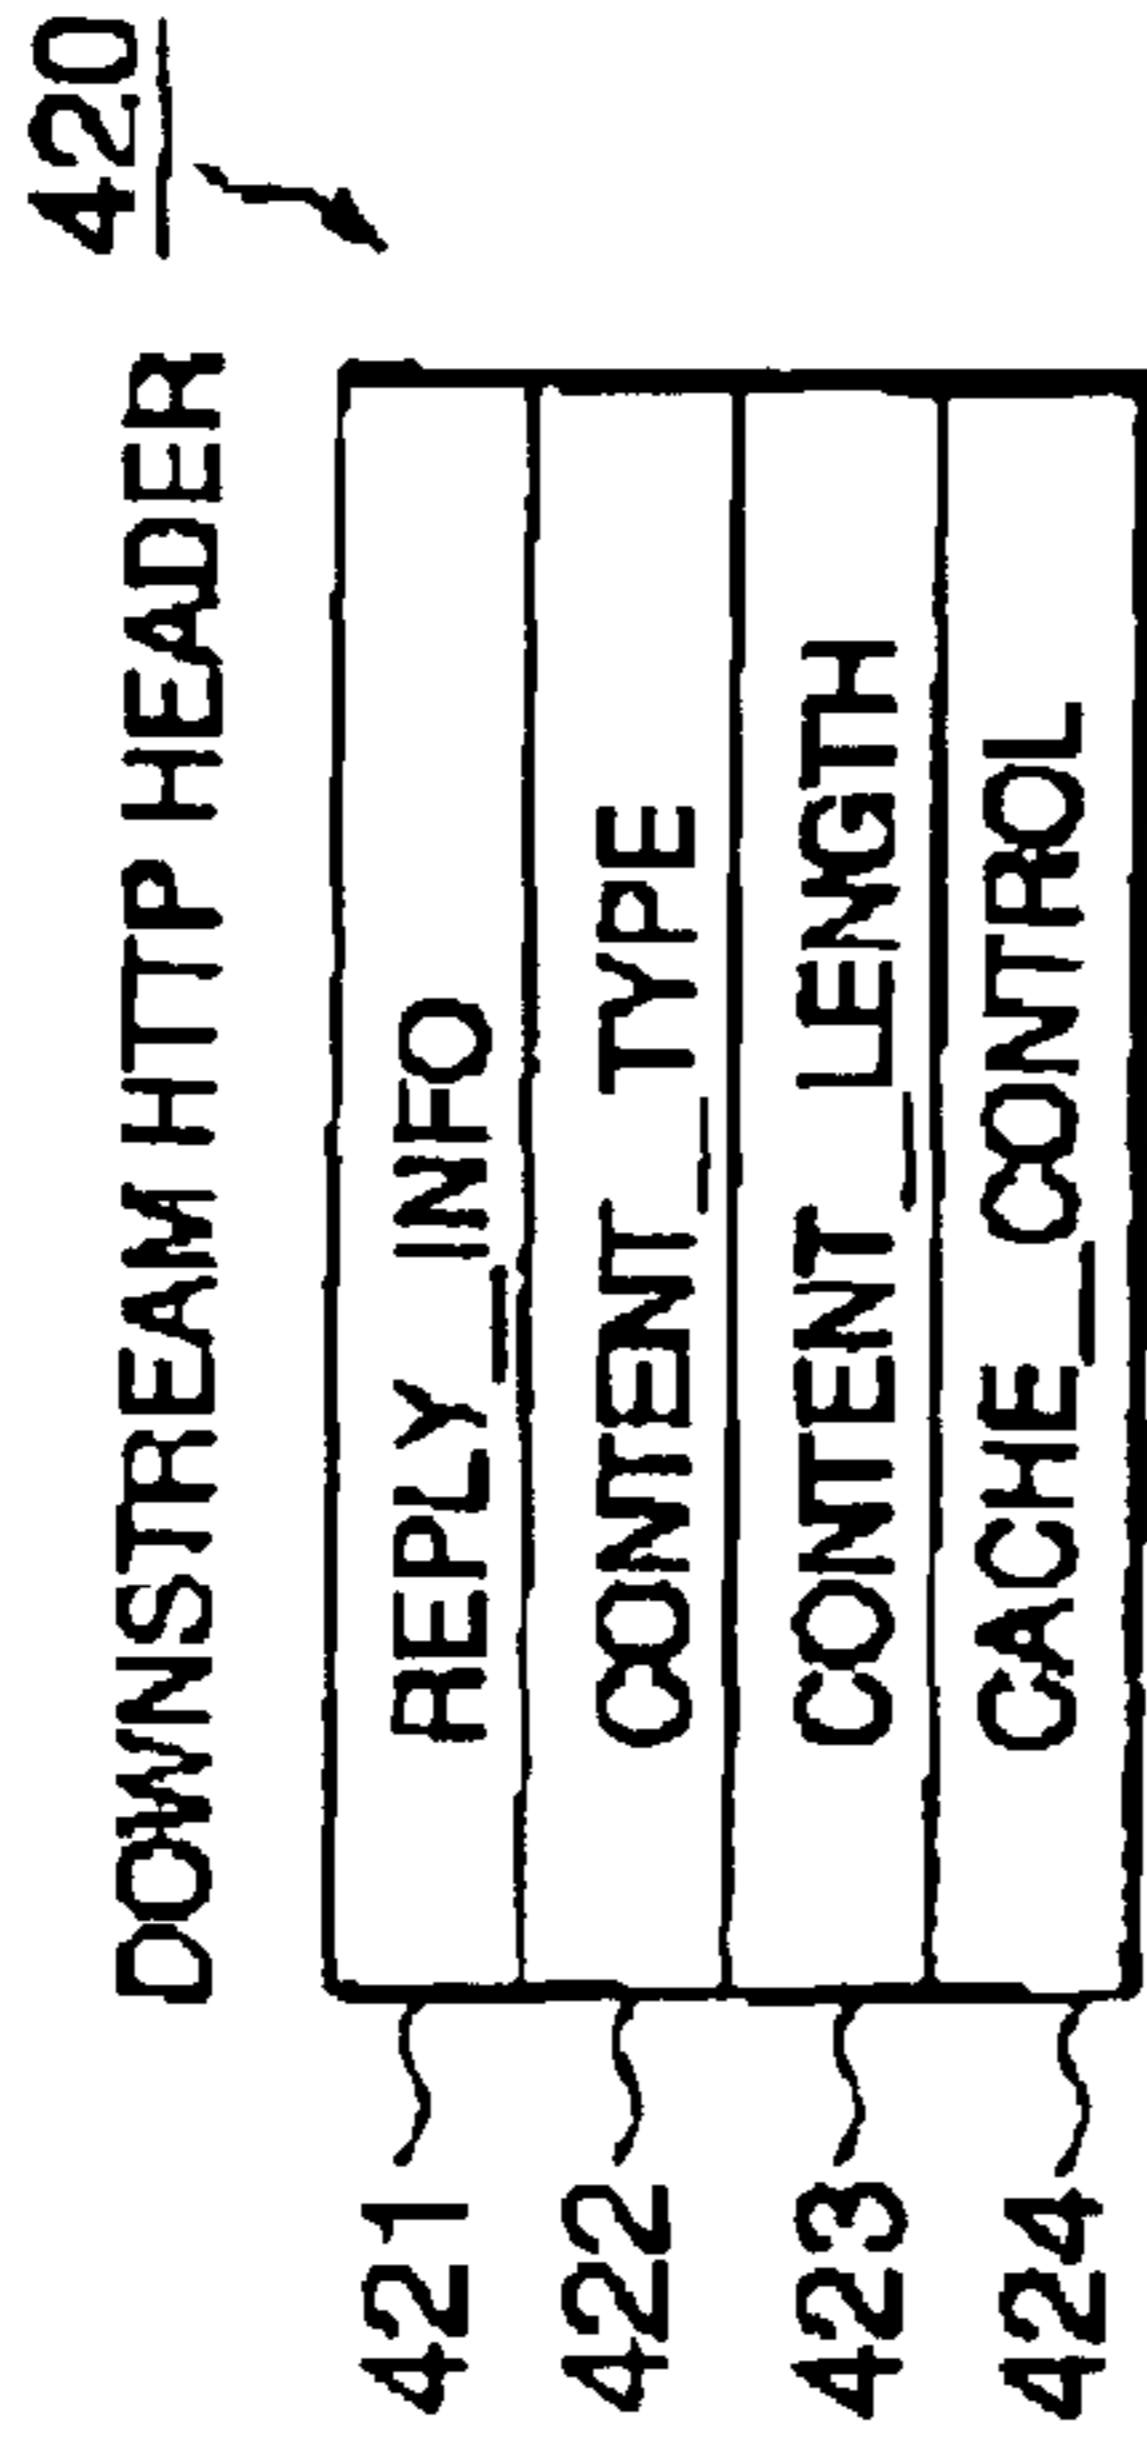 420
DOWNSTREAM HTTP HEADER
421 REPLY_INFO
422 CONTENT_TYPE
423 CONTENT_LENGTH
424 CACHE_CONTROL